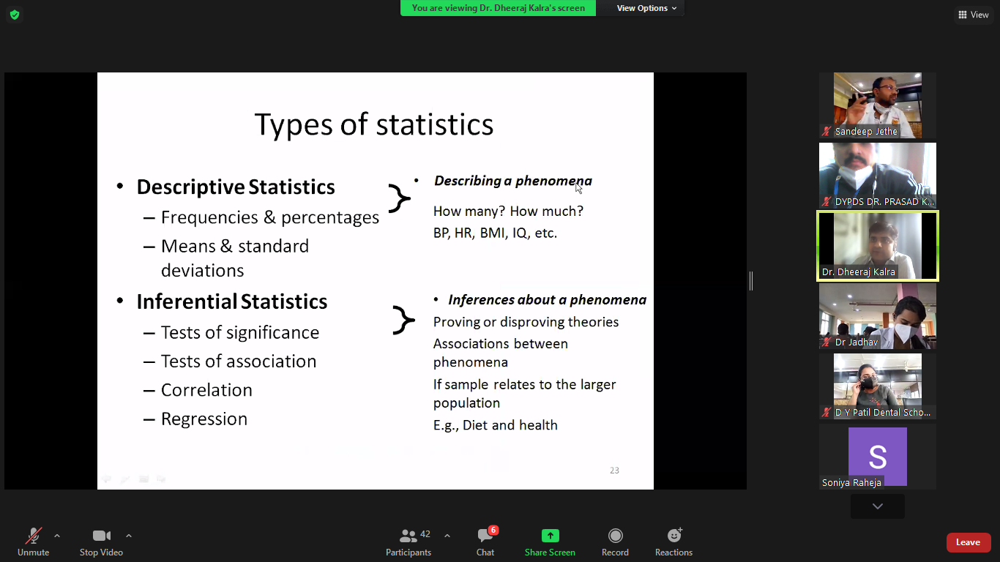 You are viewing Dr. Dheeraj Kalra's screen
View Options
View
Types of statistics
• Descriptive Statistics
– Frequencies & percentages
– Means & standard
deviations
• Inferential Statistics
– Tests of significance
– Tests of association
– Correlation
– Regression
• Describing a phenomena
How many? How much?
BP, HR, BMI, IQ, etc.
• Inferences about a phenomena
Proving or disproving theories
Associations between
phenomena
If sample relates to the larger
population
E.g., Diet and health
23
Sandeep Jethe
DYPDS DR. PRASAD K...
Dr. Dheeraj Kalra
Dr Jadhav
D Y Patil Dental Scho...
S
Soniya Raheja
Unmute
Stop Video
42
Participants
6
Chat
Share Screen
Record
Reactions
Leave